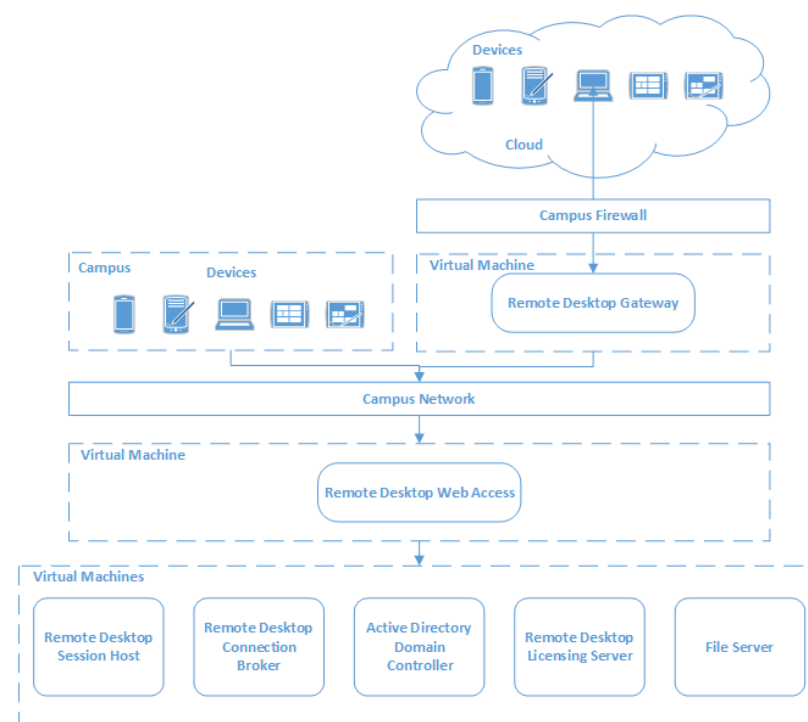 Devices
Cloud
Campus Firewall
Campus
Devices
Virtual Machine
Remote Desktop Gateway
Campus Network
Virtual Machine
Remote Desktop Web Access
Virtual Machines
Remote Desktop
Session Host
Remote Desktop
Connection
Broker
Active Directory
Domain
Controller
Remote Desktop
Licensing Server
File Server